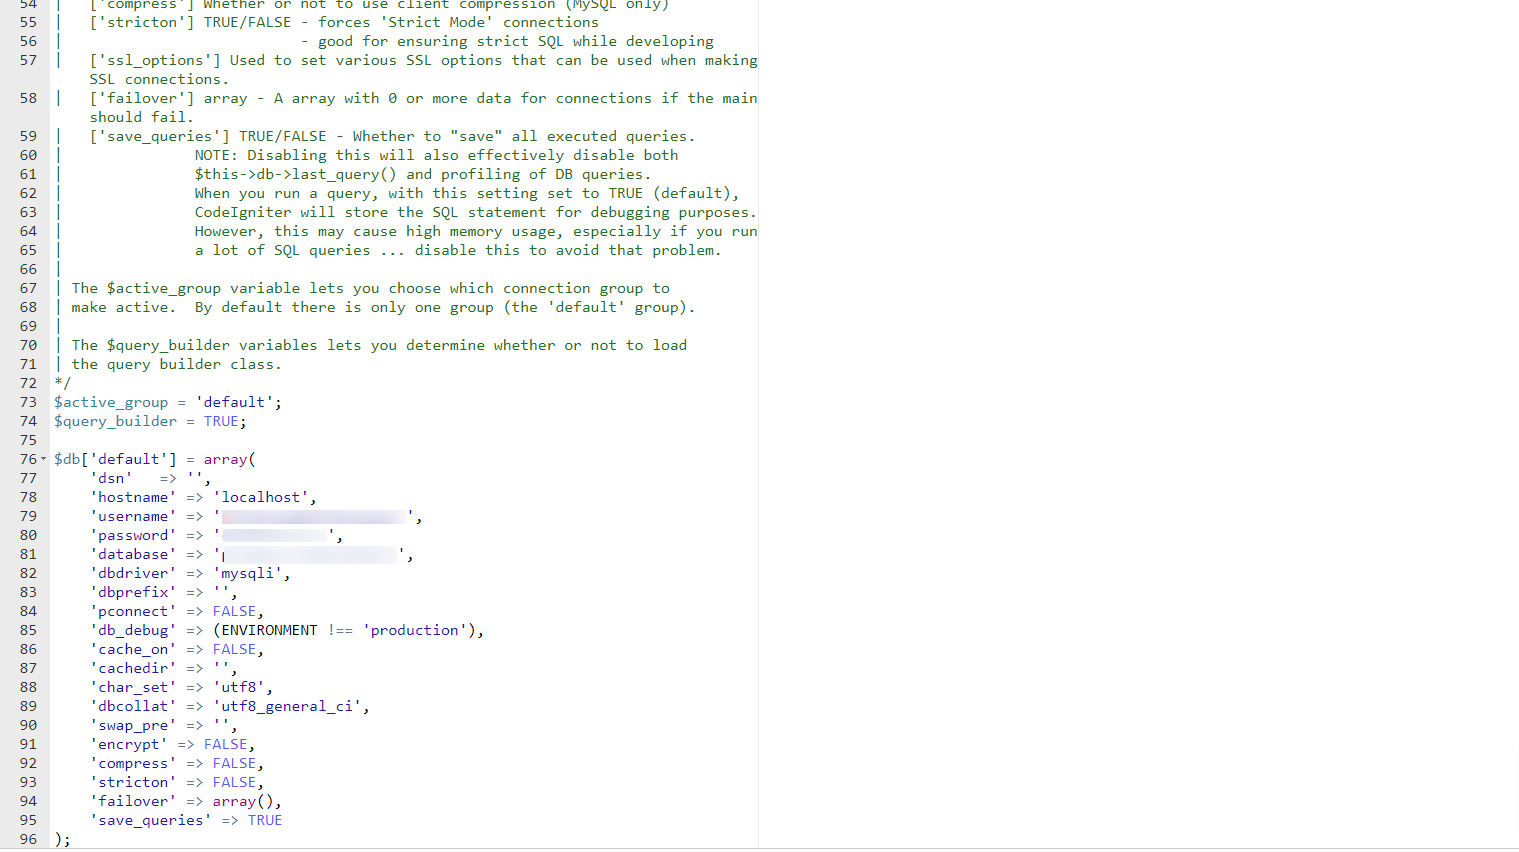 54 |   ['compress'] Whether or not to use client compression (MySQL only)
55 |   ['stricton'] TRUE/FALSE - forces 'Strict Mode' connections
56 |                           - good for ensuring strict SQL while developing
57 |   ['ssl_options'] Used to set various SSL options that can be used when making
SSL connections.
58 |   ['failover'] array - A array with 0 or more data for connections if the main
should fail.
59 |   ['save_queries'] TRUE/FALSE - Whether to "save" all executed queries.
60 |               NOTE: Disabling this will also effectively disable both
61 |               $this->db->last_query() and profiling of DB queries.
62 |               When you run a query, with this setting set to TRUE (default),
63 |               CodeIgniter will store the SQL statement for debugging purposes.
64 |               However, this may cause high memory usage, especially if you run
65 |               a lot of SQL queries ... disable this to avoid that problem.
66 |
67 | The $active_group variable lets you choose which connection group to
68 | make active.  By default there is only one group (the 'default' group).
69 |
70 | The $query_builder variables lets you determine whether or not to load
71 | the query builder class.
72 */
73 $active_group = 'default';
74 $query_builder = TRUE;
75
76 $db['default'] = array(
77     'dsn'   => '',
78     'hostname' => 'localhost',
79     'username' => '',
80     'password' => '',
81     'database' => '',
82     'dbdriver' => 'mysqli',
83     'dbprefix' => '',
84     'pconnect' => FALSE,
85     'db_debug' => (ENVIRONMENT !== 'production'),
86     'cache_on' => FALSE,
87     'cachedir' => '',
88     'char_set' => 'utf8',
89     'dbcollat' => 'utf8_general_ci',
90     'swap_pre' => '',
91     'encrypt' => FALSE,
92     'compress' => FALSE,
93     'stricton' => FALSE,
94     'failover' => array(),
95     'save_queries' => TRUE
96 );